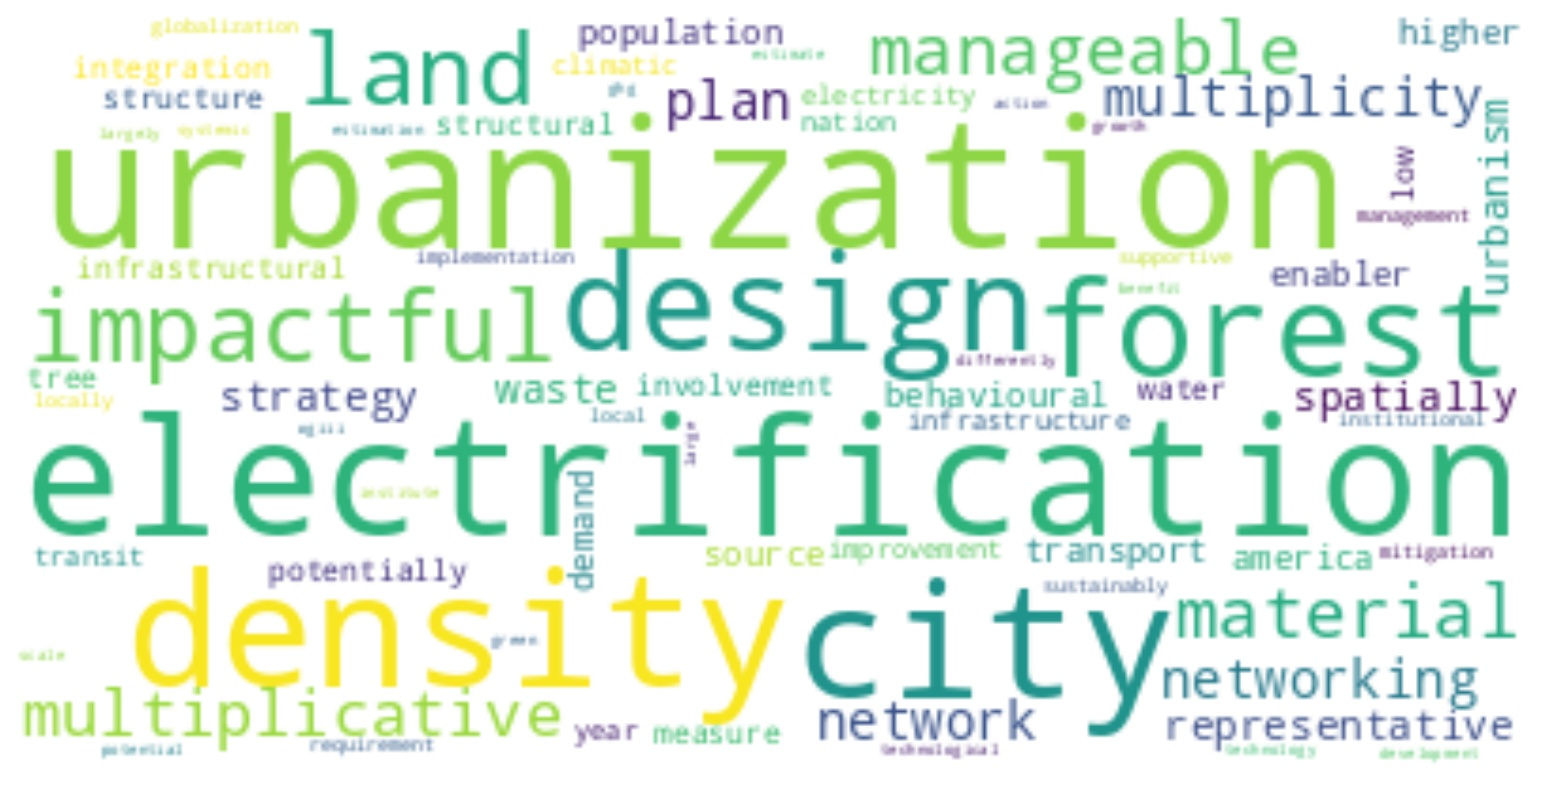 globalization population manageable higher
integration land climatic estimate
structure ghg plan electricity action multiplicity
largely systemic estimation structural nation growth
urbanization low urbanism
management
infrastructural implementation design supportive enabler
impactful benefit forest
tree differently
locally strategy waste involvement behavioural water spatially
local infrastructure institutional
electrification large
institute demand
transit potentially source improvement transport america mitigation
density city sustainably material
scale green networking
multiplicative year measure network representative
potential requirement technological technology development